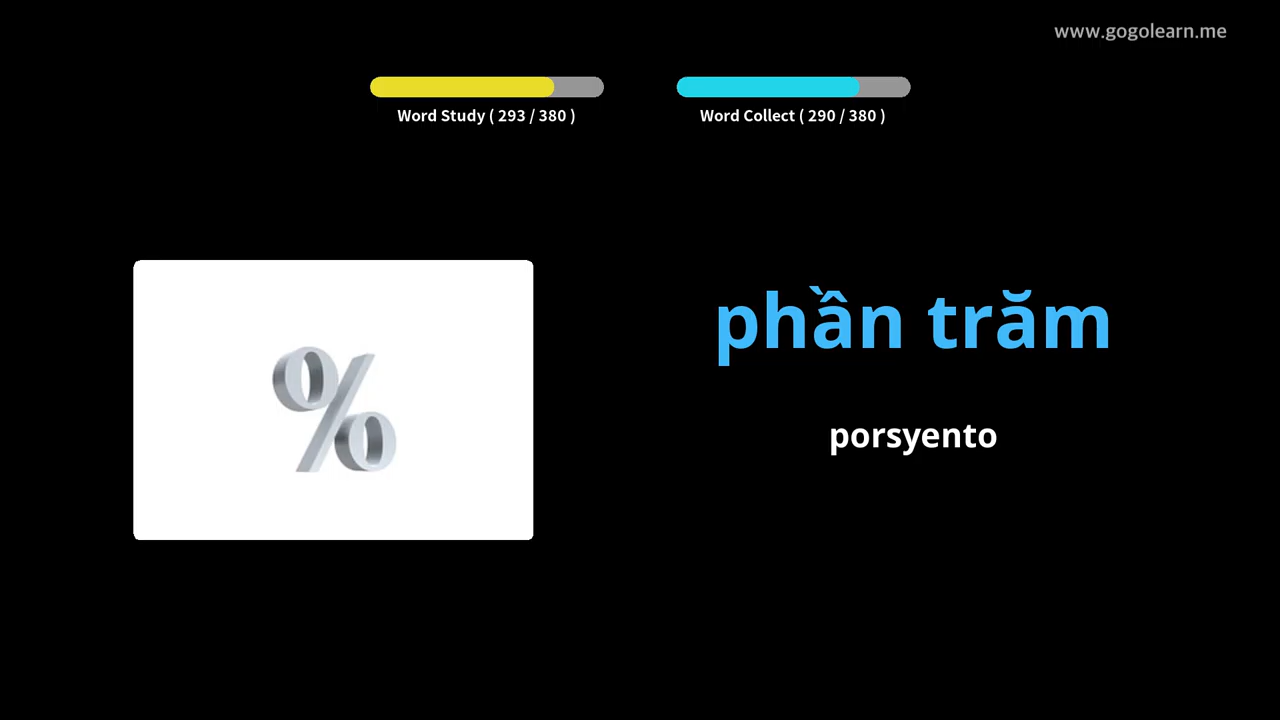 www.gogolearn.me
Word Study ( 293 / 380 )
Word Collect ( 290 / 380 )
%
phần trăm
porsyento